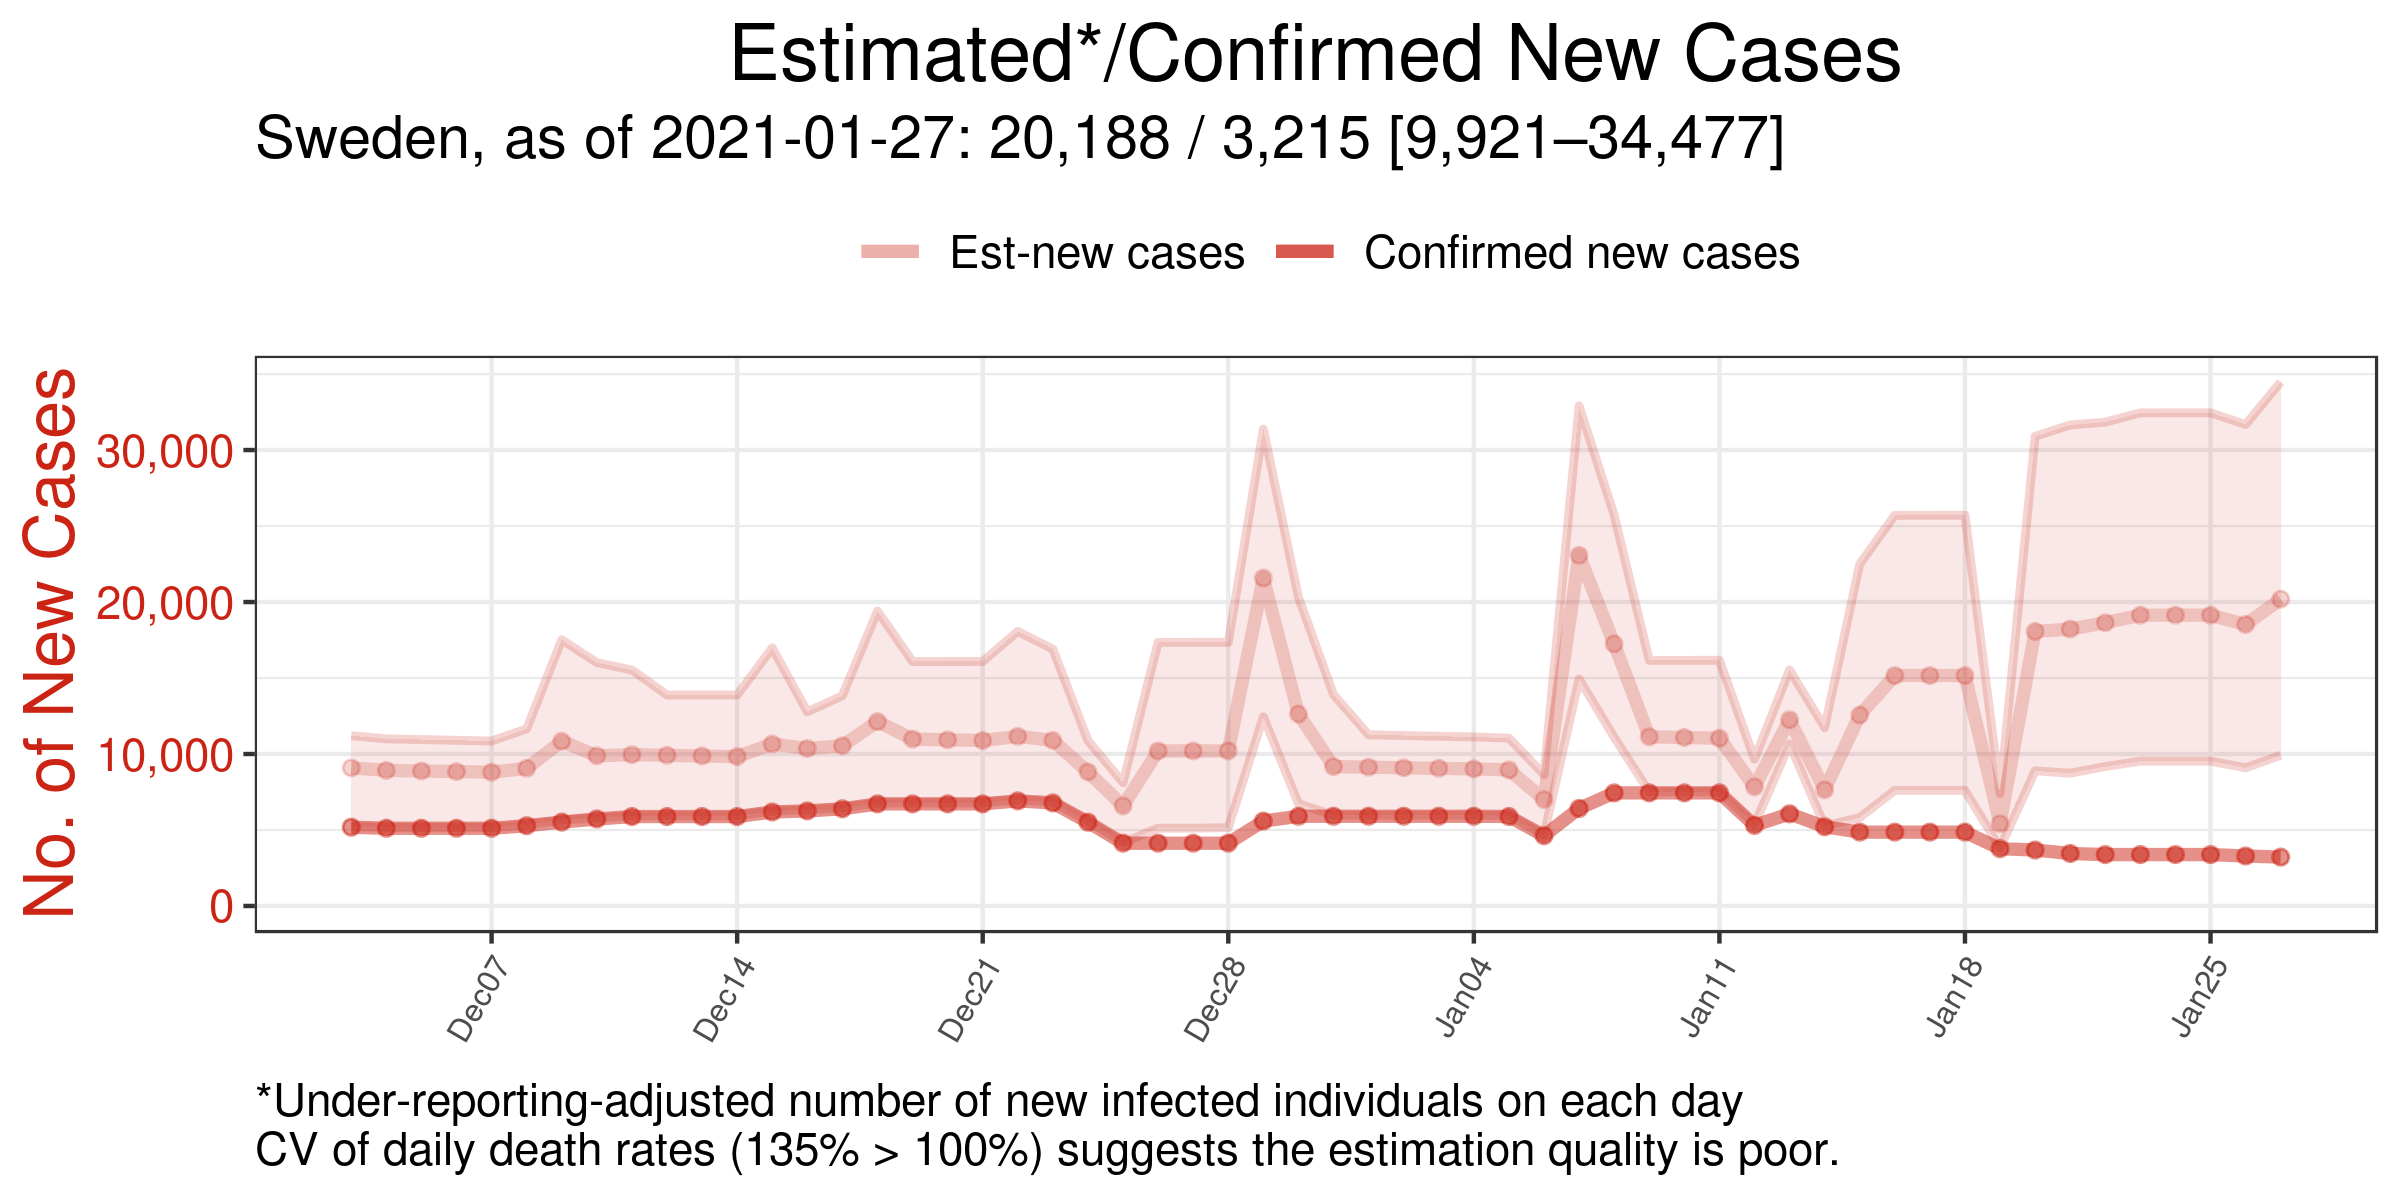 Estimated*/Confirmed New Cases
Sweden, as of 2021-01-27: 20,188 / 3,215 [9,921–34,477]
Est-new cases
Confirmed new cases
No. of New Cases
30,000
20,000
10,000
0
Dec07
Dec14
Dec21
Dec28
Jan04
Jan11
Jan18
Jan25
*Under-reporting-adjusted number of new infected individuals on each day
CV of daily death rates (135% > 100%) suggests the estimation quality is poor.